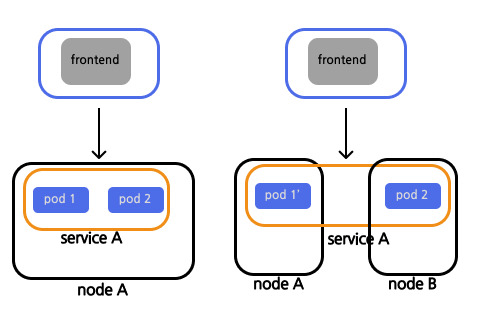 frontend
frontend
pod 1
pod 2
service A
node A
pod 1'
pod 2
service A
node A
node B